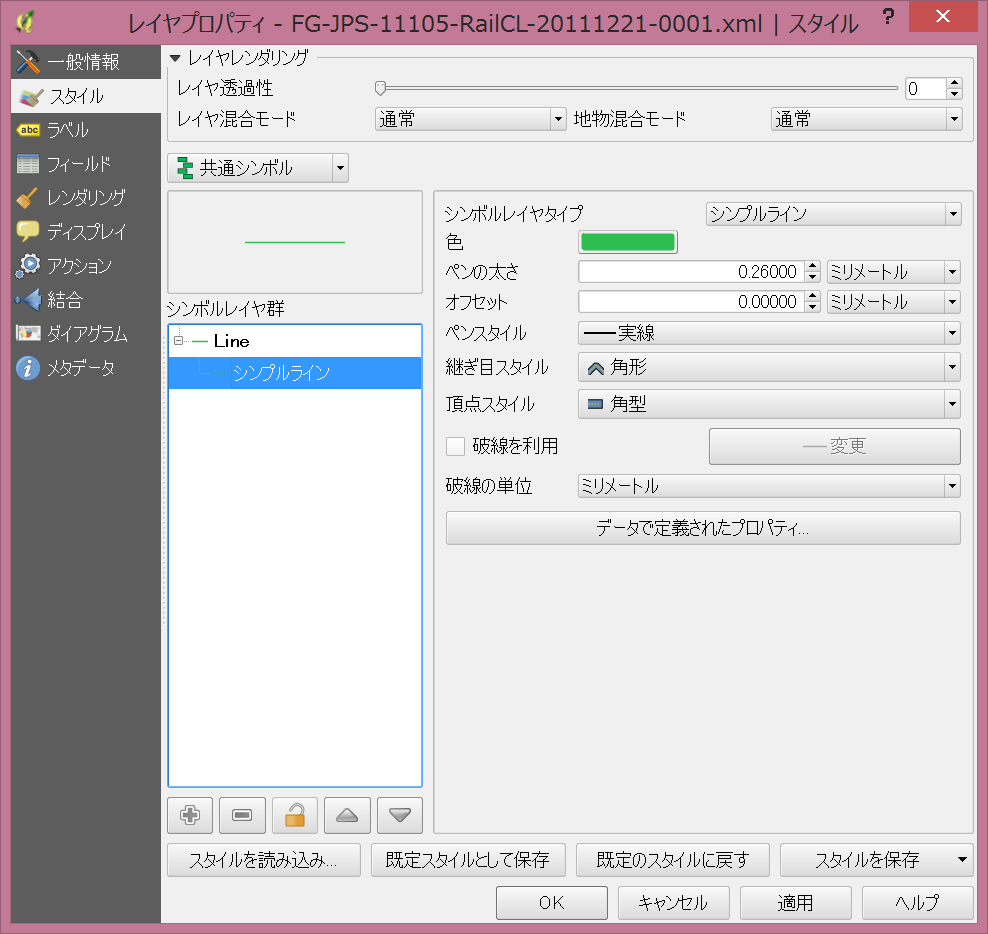 レイヤプロパティ - FG-JPS-11105-RailCL-20111221-0001.xml | スタイル
?
一般情報
スタイル
abc ラベル
フィールド
レンダリング
ディスプレイ
アクション
結合
ダイアグラム
メタデータ
レイヤレンダリング
レイヤ透過性 0
レイヤ混合モード 通常 地物混合モード 通常
共通シンボル
シンボルレイヤ群
Line
シンプルライン
シンボルレイヤタイプ シンプルライン
色
ペンの太さ 0.26000 ミリメートル
オフセット 0.00000 ミリメートル
ペンスタイル 実線
継ぎ目スタイル 角形
頂点スタイル 角型
破線を利用 変更
破線の単位 ミリメートル
データで定義されたプロパティ...
スタイルを読み込み... 既定スタイルとして保存 既定のスタイルに戻す スタイルを保存
OK キャンセル 適用 ヘルプ